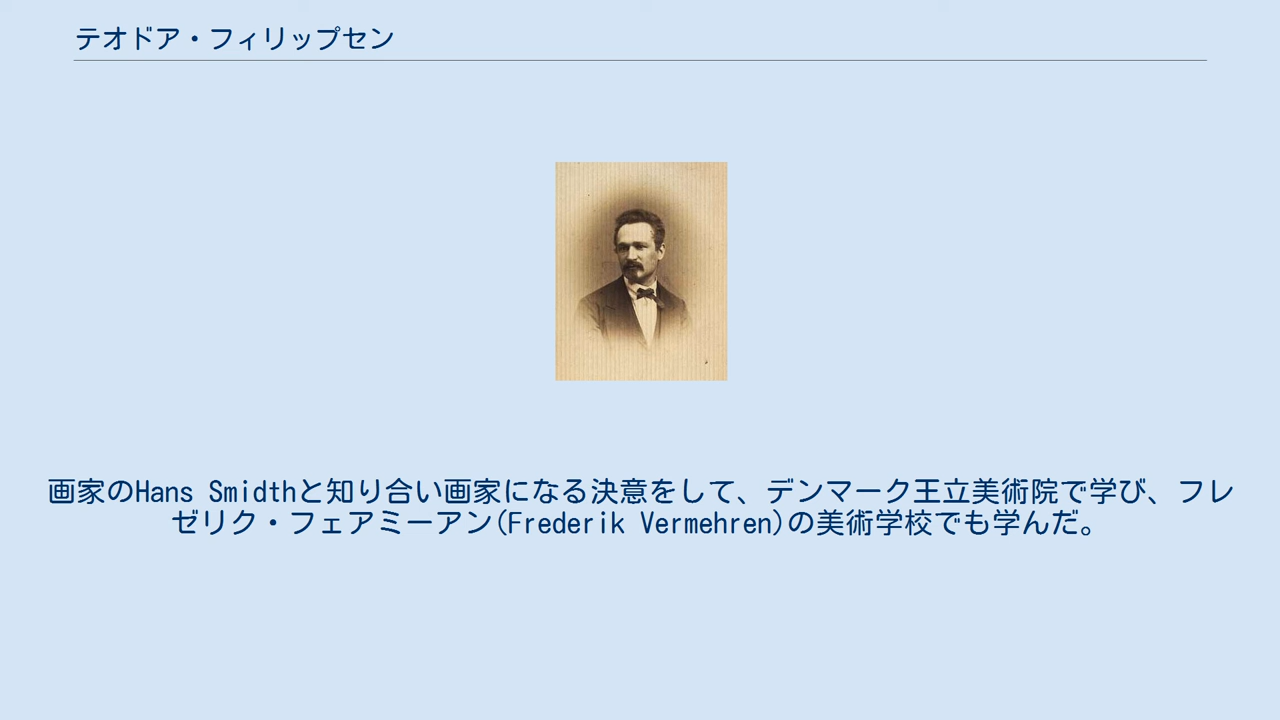 テオドア・フィリップセン
画家のHans Smidthと知り合い画家になる決意をして、デンマーク王立美術院で学び、フレ
ゼリク・フェアミーアン(Frederik Vermehren)の美術学校でも学んだ。